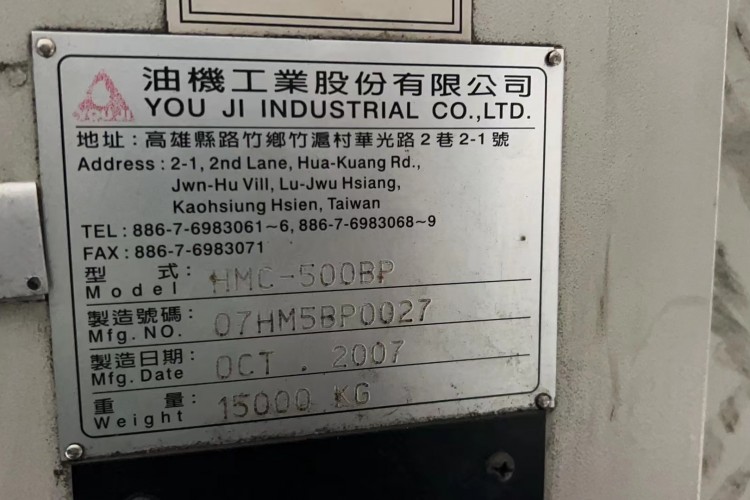 YOU JI
油機工業股份有限公司
YOU JI INDUSTRIAL CO.,LTD.
地址:高雄縣路竹鄉竹滬村華光路2巷2-1號
Address : 2-1, 2nd Lane, Hua-Kuang Rd.,
Jwn-Hu Vill, Lu-Jwu Hsiang,
Kaohsiung Hsien, Taiwan
TEL : 886-7-6983061~6, 886-7-6983068~9
FAX : 886-7-6983071
型 式: HMC-500BP
Model
製造號碼: 07HM5BP0027
Mfg. NO.
製造日期: OCT . 2007
Mfg. Date
重 量: 15000 KG
Weight